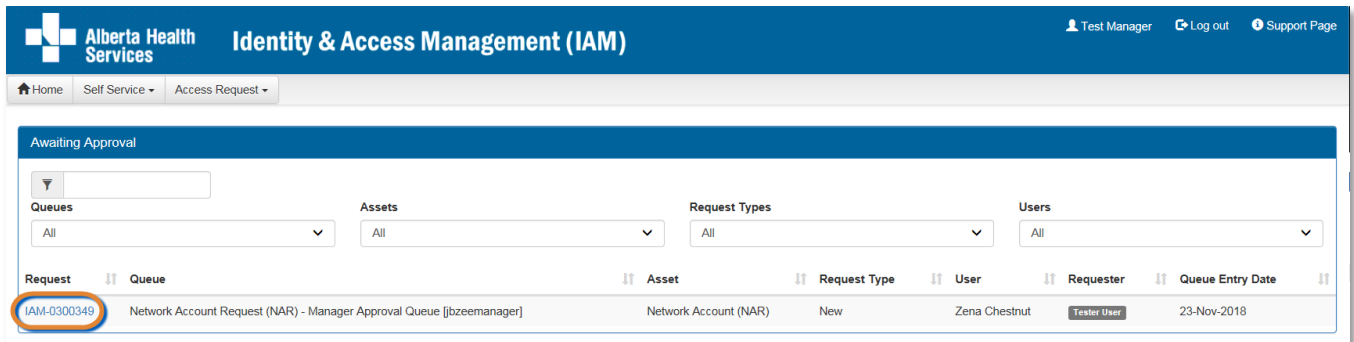 Alberta Health Services
Identity & Access Management (IAM)
Test Manager Log out Support Page
Home Self Service Access Request
Awaiting Approval
Queues Assets Request Types Users
All All All All
Request Queue Asset Request Type User Requester Queue Entry Date
IAM-0300349 Network Account Request (NAR) - Manager Approval Queue [jbzeemanager] Network Account (NAR) New Zena Chestnut Tester User 23-Nov-2018